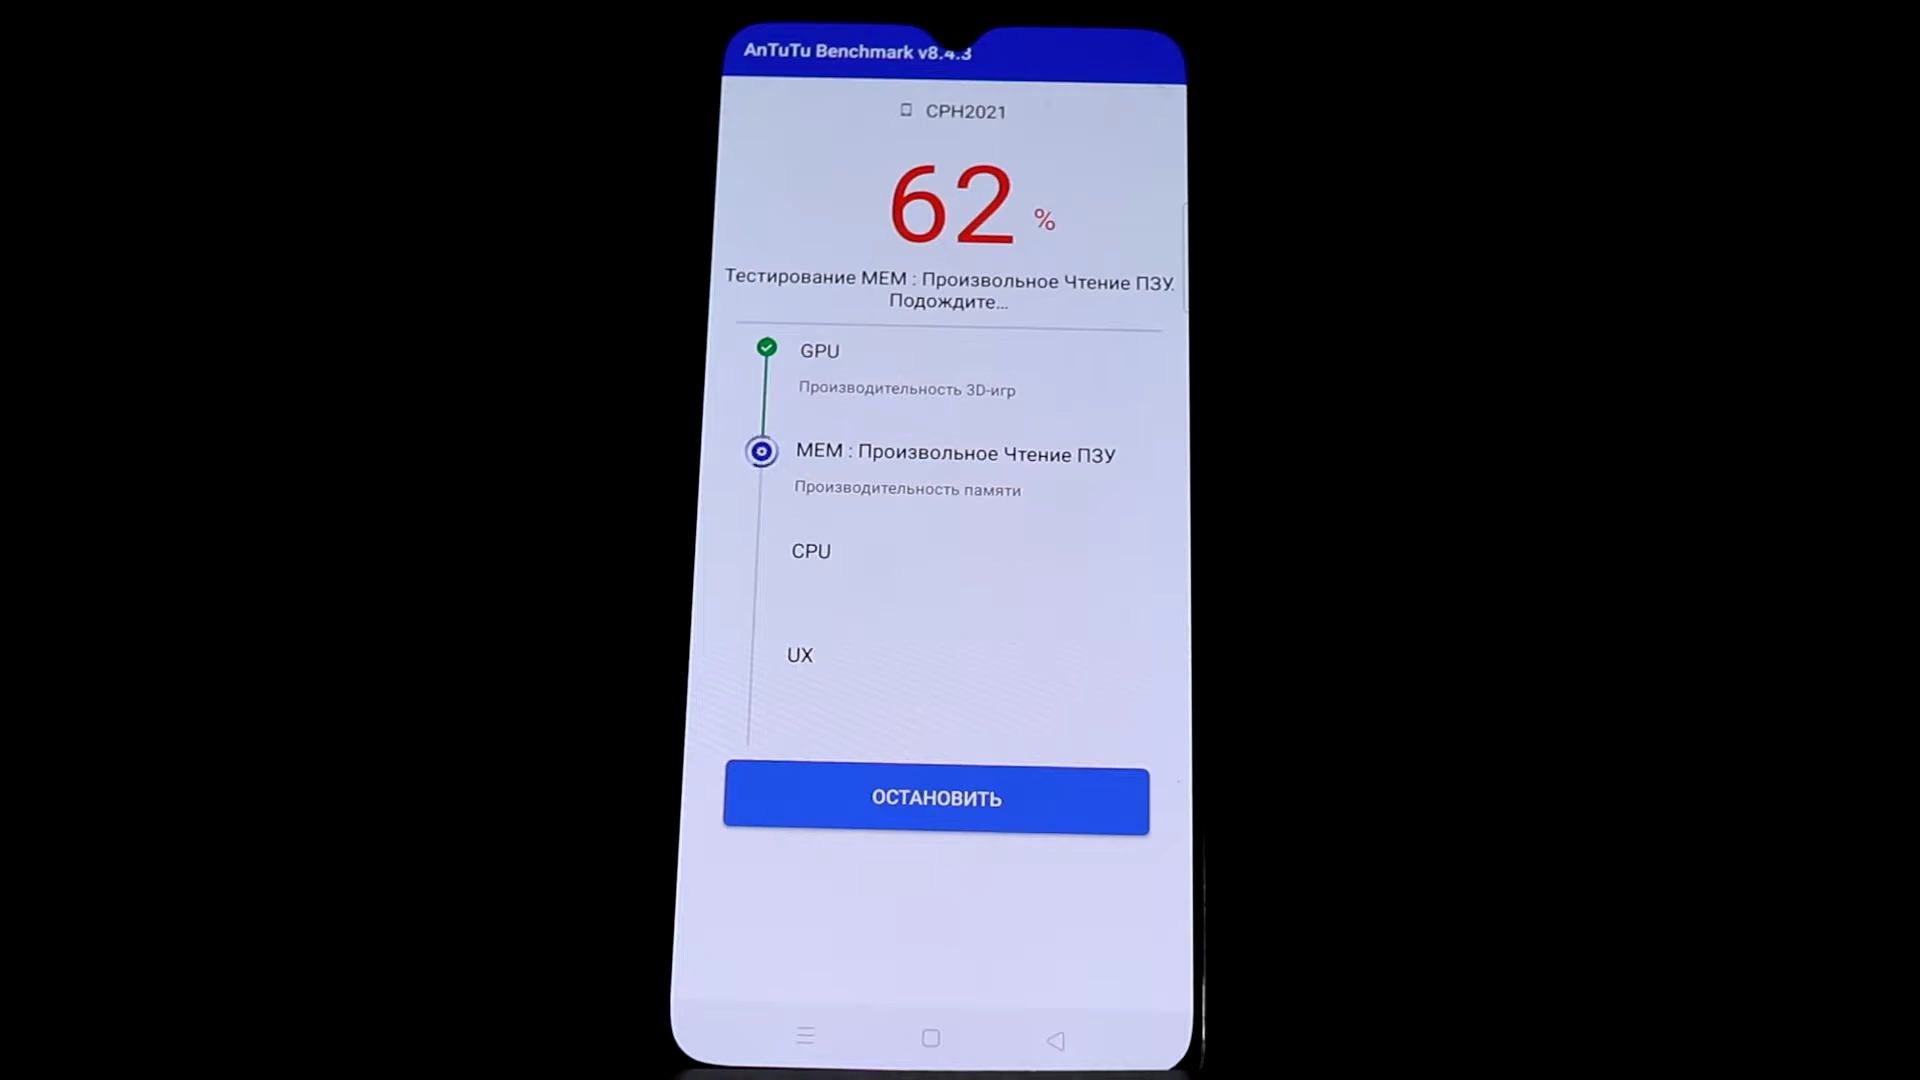 AnTuTu Benchmark v8.4.3
CPH2021
62 %
Тестирование MEM : Произвольное Чтение ПЗУ.
Подождите...
GPU
Производительность 3D-игр
MEM : Произвольное Чтение ПЗУ
Производительность памяти
CPU
UX
ОСТАНОВИТЬ